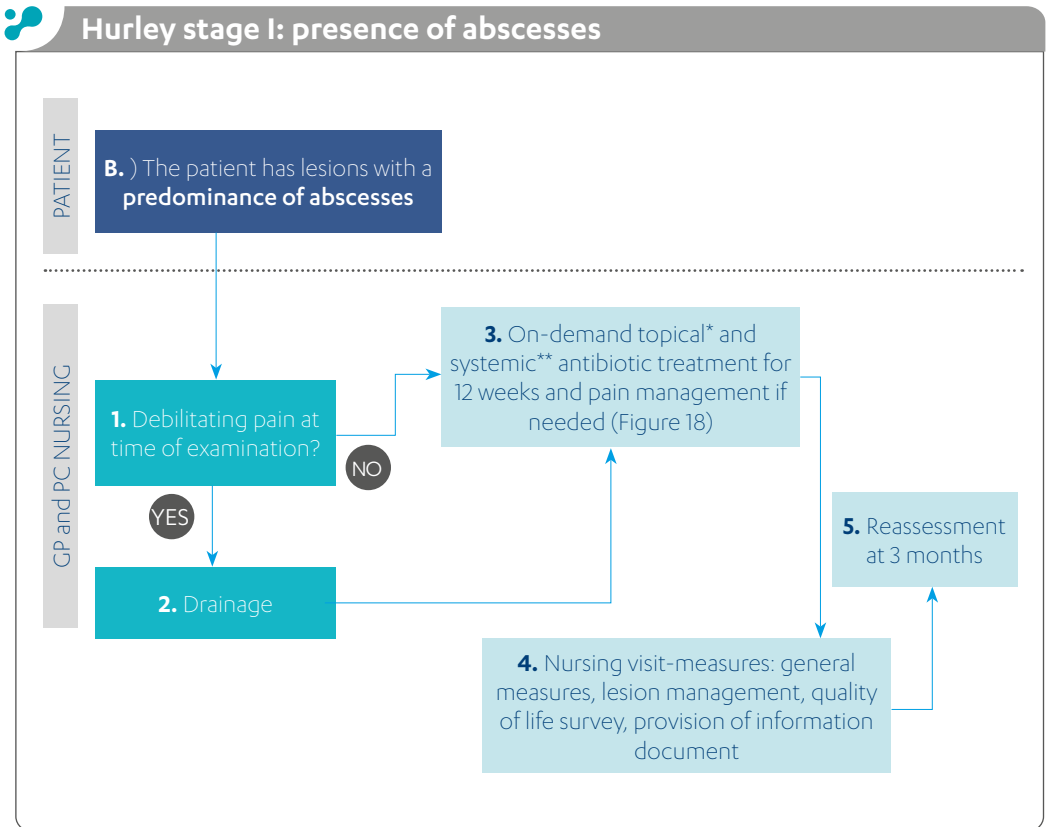 Hurley stage I: presence of abscesses
PATIENT
B. ) The patient has lesions with a
predominance of abscesses
GP and PC NURSING
1. Debilitating pain at
time of examination?
NO
YES
2. Drainage
3. On-demand topical* and
systemic** antibiotic treatment for
12 weeks and pain management if
needed (Figure 18)
4. Nursing visit-measures: general
measures, lesion management, quality
of life survey, provision of information
document
5. Reassessment
at 3 months